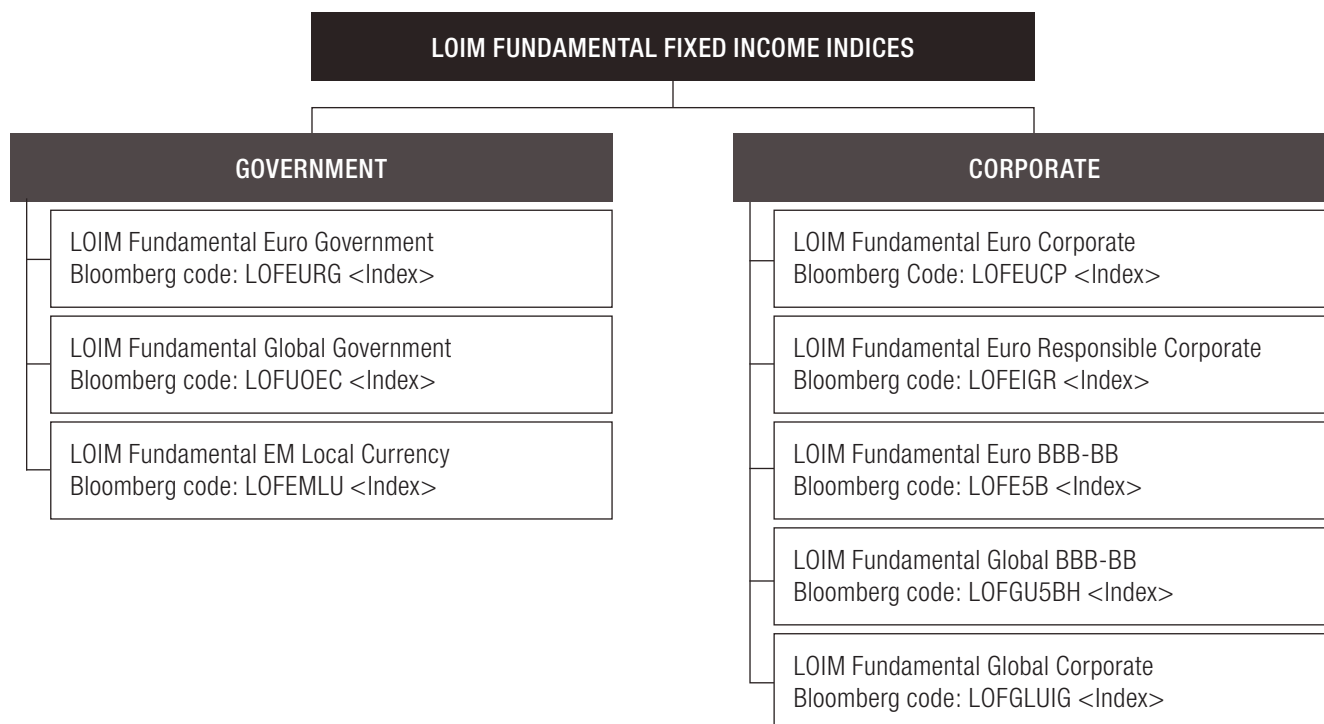 LOIM FUNDAMENTAL FIXED INCOME INDICES
GOVERNMENT
LOIM Fundamental Euro Government
Bloomberg code: LOFEURG <Index>
LOIM Fundamental Global Government
Bloomberg code: LOFUOEC <Index>
LOIM Fundamental EM Local Currency
Bloomberg code: LOFEMLU <Index>
CORPORATE
LOIM Fundamental Euro Corporate
Bloomberg Code: LOFEUCP <Index>
LOIM Fundamental Euro Responsible Corporate
Bloomberg code: LOFEIGR <Index>
LOIM Fundamental Euro BBB-BB
Bloomberg code: LOFE5B <Index>
LOIM Fundamental Global BBB-BB
Bloomberg code: LOFGU5BH <Index>
LOIM Fundamental Global Corporate
Bloomberg code: LOFGLUIG <Index>